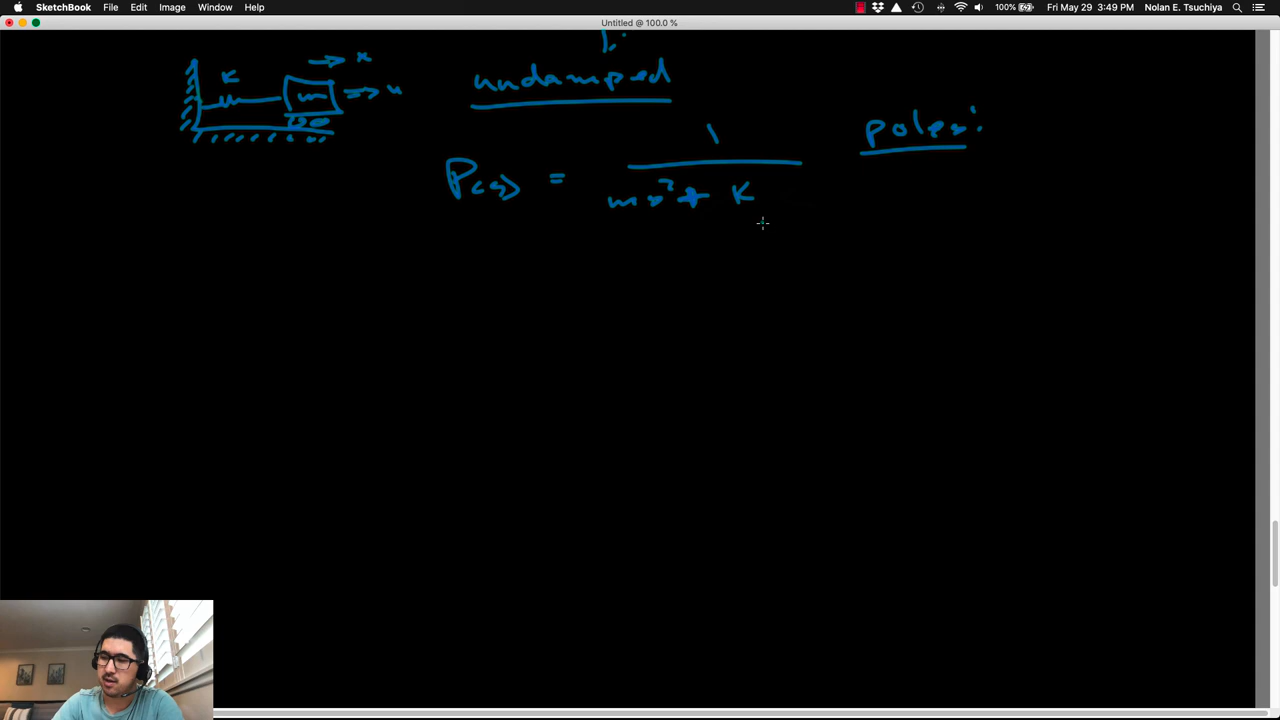 SketchBook File Edit Image Window Help 100% Fri May 29 3:49 PM Nolan E. Tsuchiya
Untitled @ 100.0 %
K m x u
undamped
poles:
P(s) = 1
ms² + K